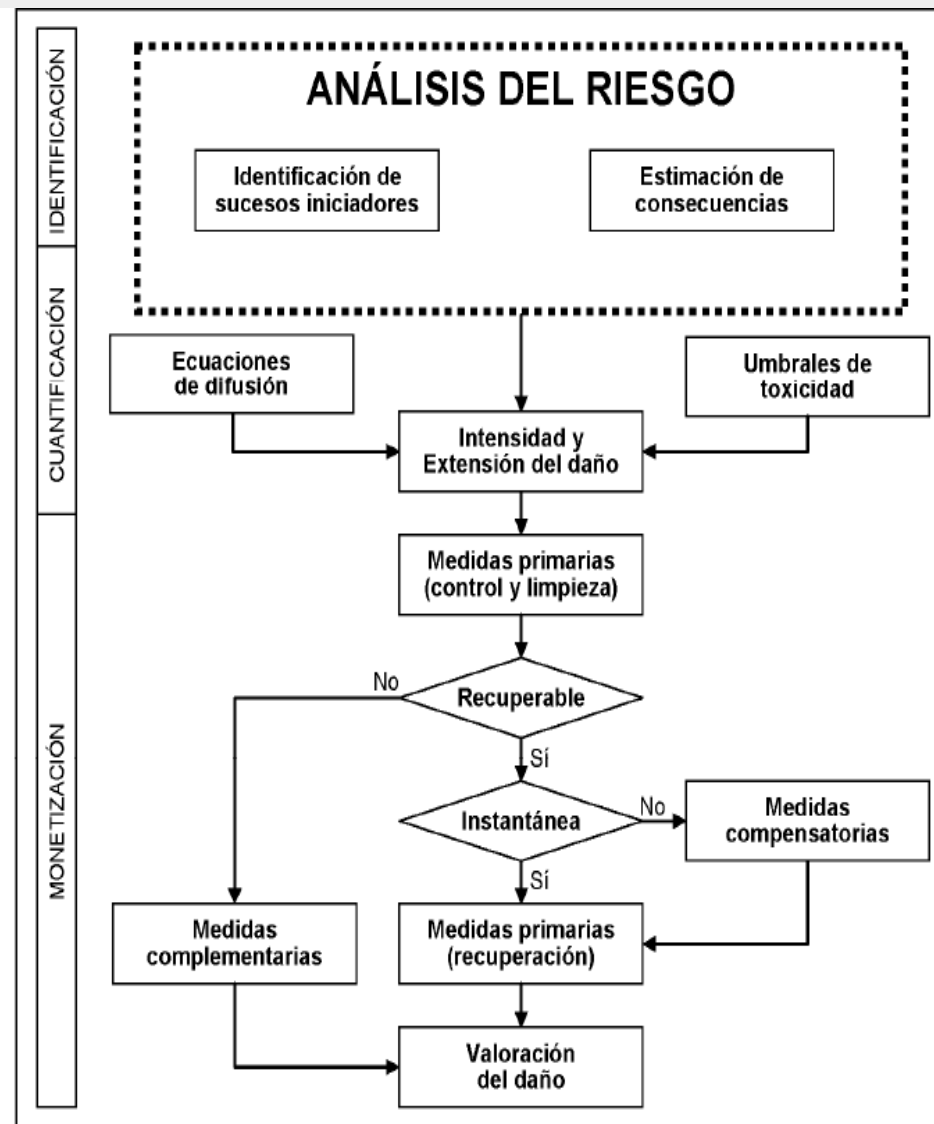 IDENTIFICACIÓN
ANÁLISIS DEL RIESGO
Identificación de
sucesos iniciadores
Estimación de
consecuencias
CUANTIFICACIÓN
Ecuaciones
de difusión
Umbrales de
toxicidad
Intensidad y
Extensión del daño
MONETIZACIÓN
Medidas primarias
(control y limpieza)
No
Recuperable
Sí
Instantánea
No
Medidas
compensatorias
Sí
Medidas
complementarias
Medidas primarias
(recuperación)
Valoración
del daño